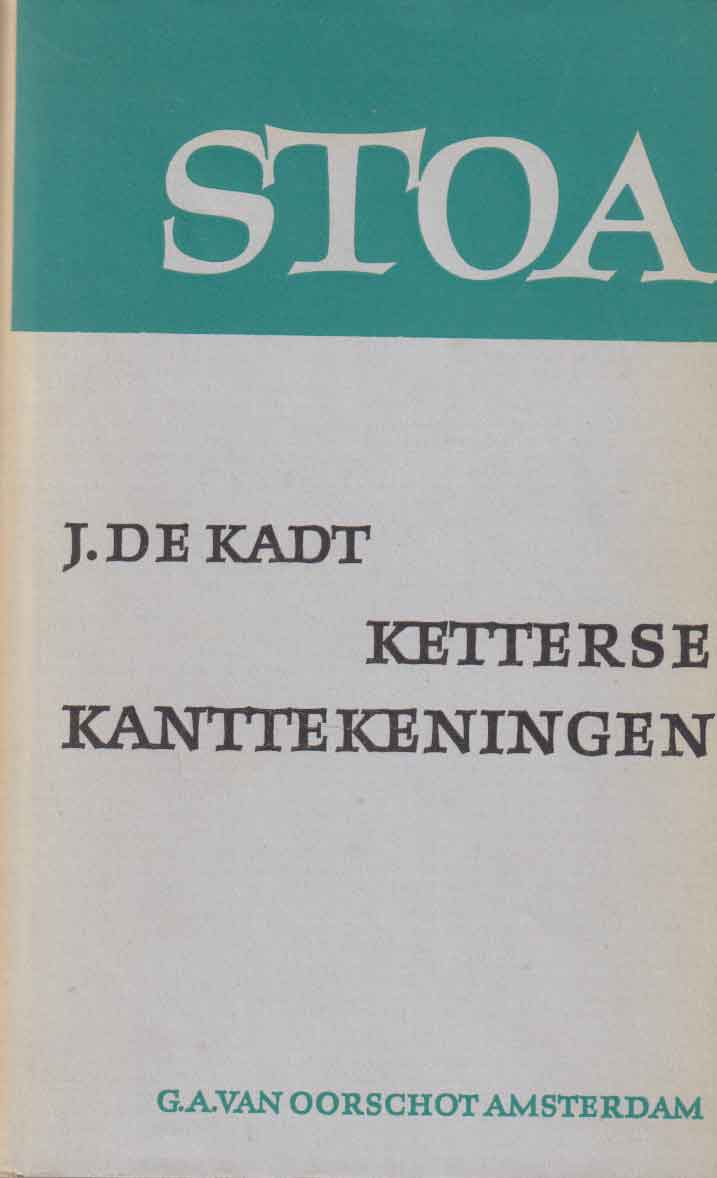 STOA
J. DE KADT
KETTERSE
KANTTEKENINGEN
G.A. VAN OORSCHOT AMSTERDAM